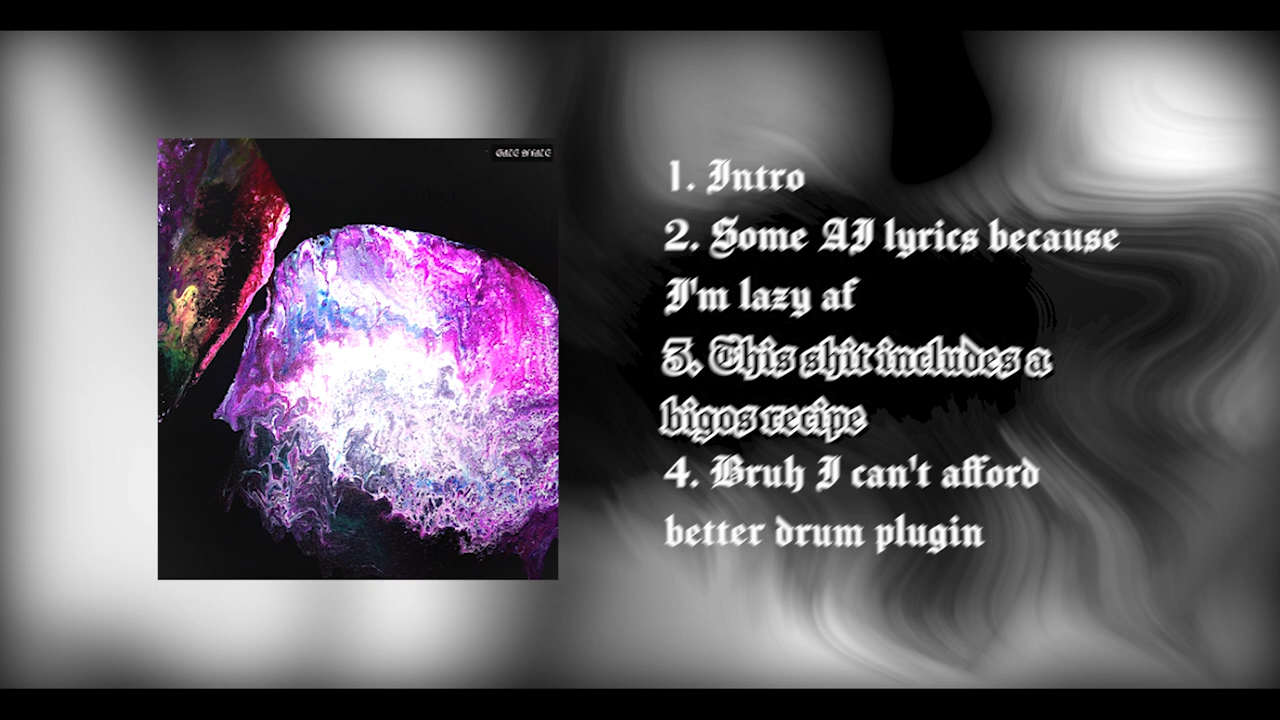 1. Intro
2. Some AI lyrics because
I'm lazy af
3. This shit includes a
bigos recipe
4. Bruh I can't afford
better drum plugin